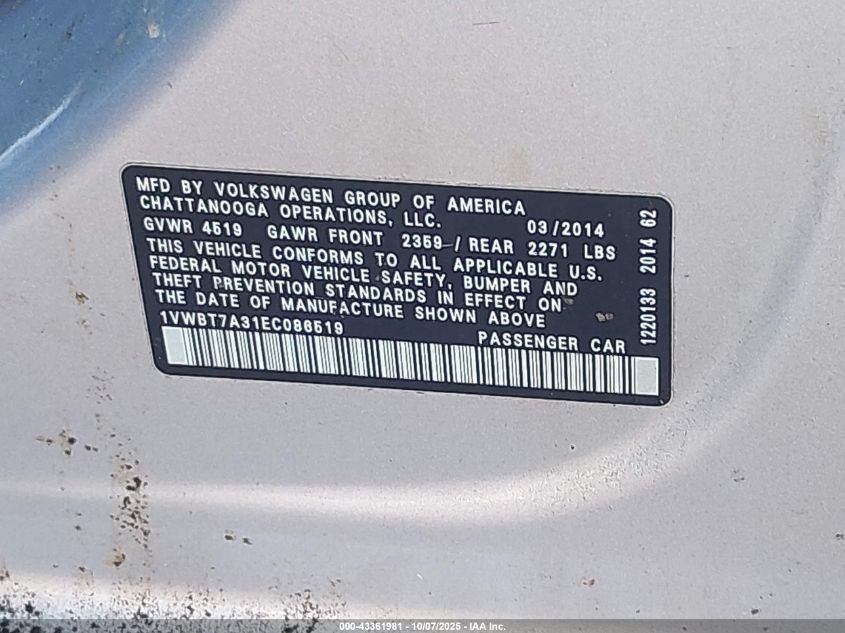 MFD BY VOLKSWAGEN GROUP OF AMERICA
CHATTANOOGA OPERATIONS, LLC. 03/2014
GVWR 4519 GAWR FRONT 2359 / REAR 2271 LBS
THIS VEHICLE CONFORMS TO ALL APPLICABLE U.S.
FEDERAL MOTOR VEHICLE SAFETY, BUMPER AND
THEFT PREVENTION STANDARDS IN EFFECT ON
THE DATE OF MANUFACTURE SHOWN ABOVE
1VWBT7A31EC086519 PASSENGER CAR
1220133 2014 62
000-43361981 - 10/07/2025 - IAA Inc.